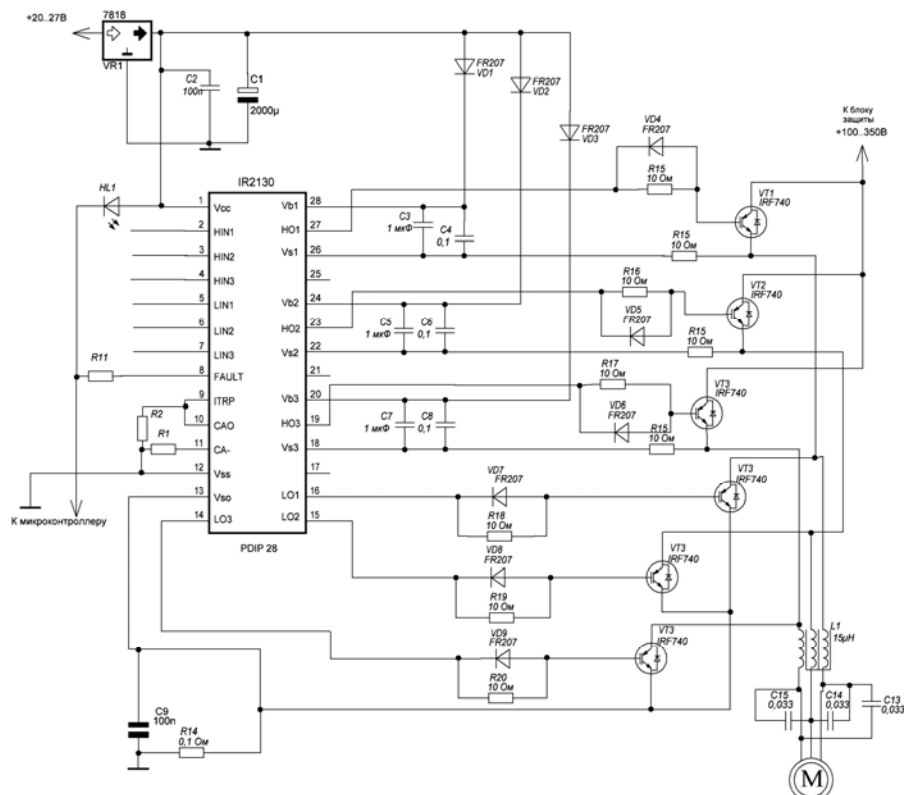 +20..27В
7818
VR1
C2
100n
C1
2000µ
FR207
VD1
FR207
VD2
FR207
VD3
К блоку
защиты
+100..350В
VD4
FR207
R15
10 Ом
VT1
IRF740
HL1
IR2130
1 Vcc Vb1 28
2 HIN1 HO1 27
3 HIN2 Vs1 26
4 HIN3 25
5 LIN1 Vb2 24
6 LIN2 HO2 23
7 LIN3 Vs2 22
8 FAULT 21
9 ITRP Vb3 20
10 CAO HO3 19
11 CA- Vs3 18
12 Vss 17
13 Vso LO1 16
14 LO3 LO2 15
PDIP 28
C3
1 мкФ
C4
0,1
R15
10 Ом
R16
10 Ом
VT2
IRF740
VD5
FR207
C5
1 мкФ
C6
0,1
R15
10 Ом
R11
R17
10 Ом
VT3
IRF740
VD6
FR207
C7
1 мкФ
C8
0,1
R15
10 Ом
R2
R1
К микроконтроллеру
VD7
FR207
R18
10 Ом
VT3
IRF740
VD8
FR207
R19
10 Ом
VT3
IRF740
VD9
FR207
R20
10 Ом
VT3
IRF740
L1
15µH
C9
100n
R14
0,1 Ом
C15
0,033
C14
0,033
C13
0,033
M